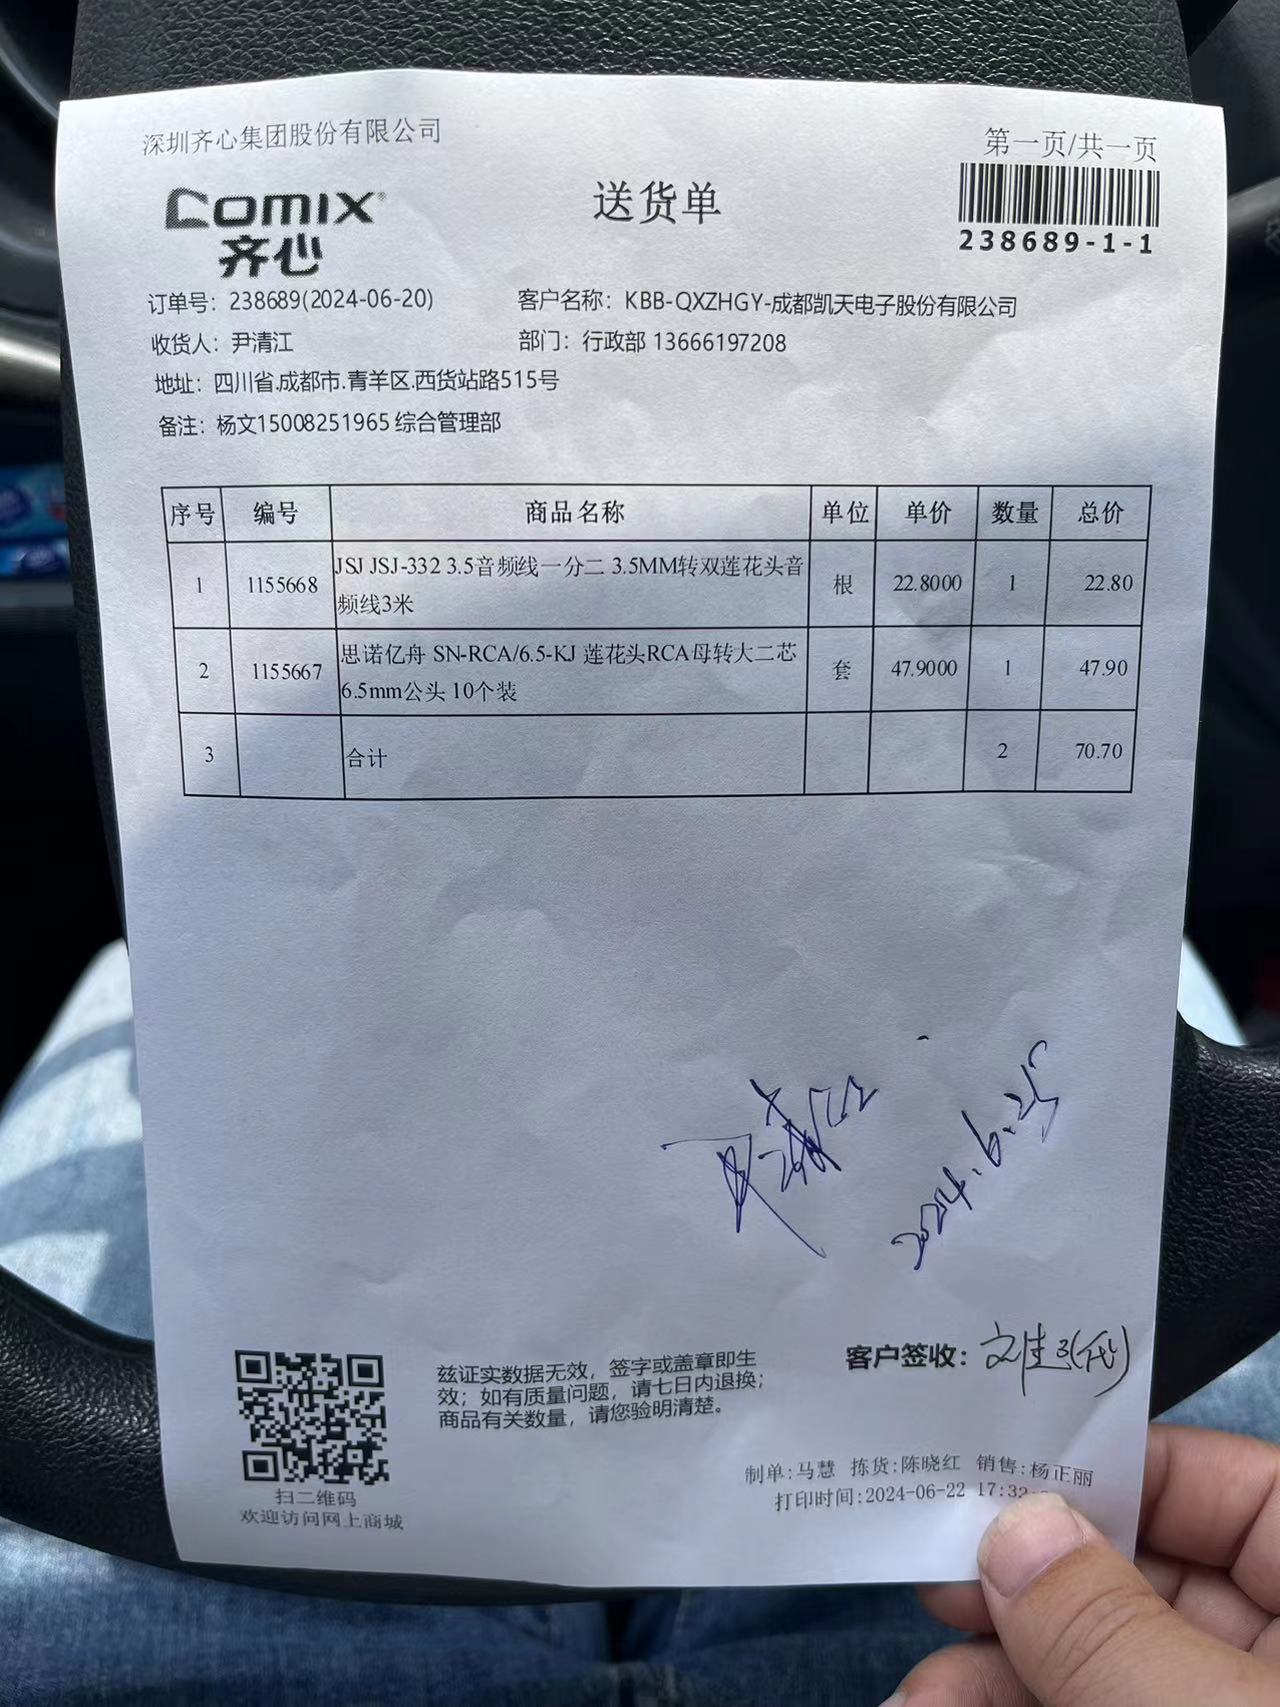 深圳齐心集团股份有限公司
第一页/共一页
comix
齐心
送货单
238689-1-1
订单号：238689(2024-06-20)
客户名称：KBB-QXZHGY-成都凯天电子股份有限公司
收货人：尹清江
部门：行政部 13666197208
地址：四川省.成都市.青羊区.西货站路515号
备注：杨文15008251965 综合管理部
序号 编号 商品名称 单位 单价 数量 总价
1 1155668 JSJ JSJ-332 3.5音频线一分二 3.5MM转双莲花头音 根 22.8000 1 22.80
频线3米
2 1155667 思诺亿舟 SN-RCA/6.5-KJ 莲花头RCA母转大二芯 套 47.9000 1 47.90
6.5mm公头 10个装
3 合计 2 70.70
尹清江
2024.6.25
客户签收：
兹证实数据无效，签字或盖章即生
效；如有质量问题，请七日内退换；
商品有关数量，请您验明清楚。
扫二维码
欢迎访问网上商城
制单:马慧 拣货:陈晓红 销售:杨正丽
打印时间:2024-06-22 17:32